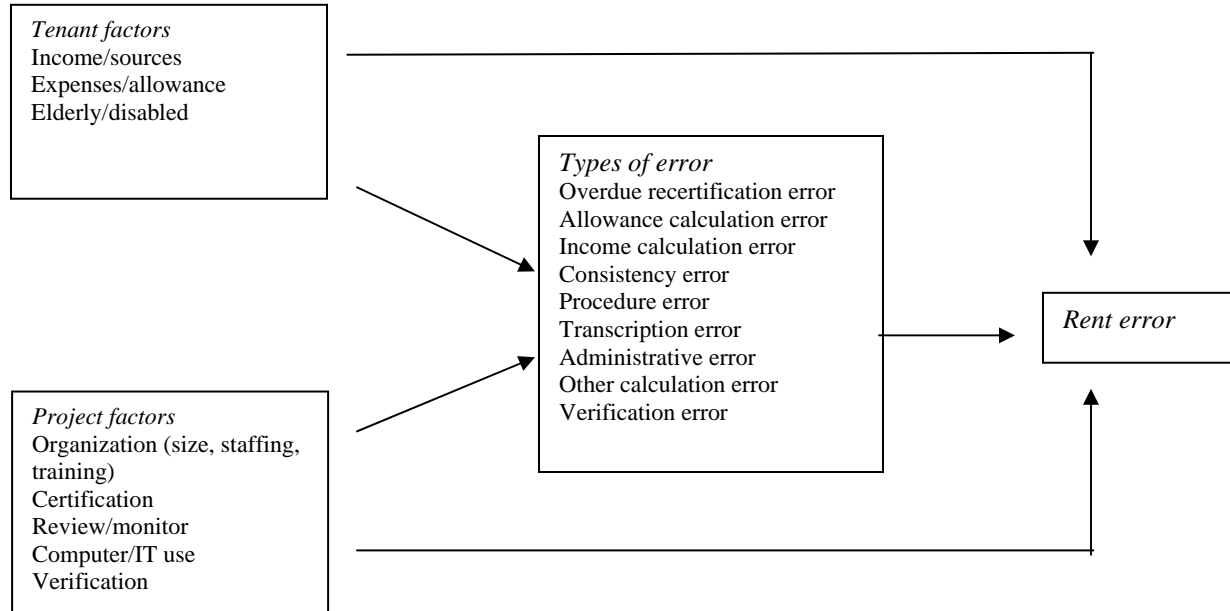 Tenant factors
Income/sources
Expenses/allowance
Elderly/disabled
Types of error
Overdue recertification error
Allowance calculation error
Income calculation error
Consistency error
Procedure error
Transcription error
Administrative error
Other calculation error
Verification error
Rent error
Project factors
Organization (size, staffing,
training)
Certification
Review/monitor
Computer/IT use
Verification